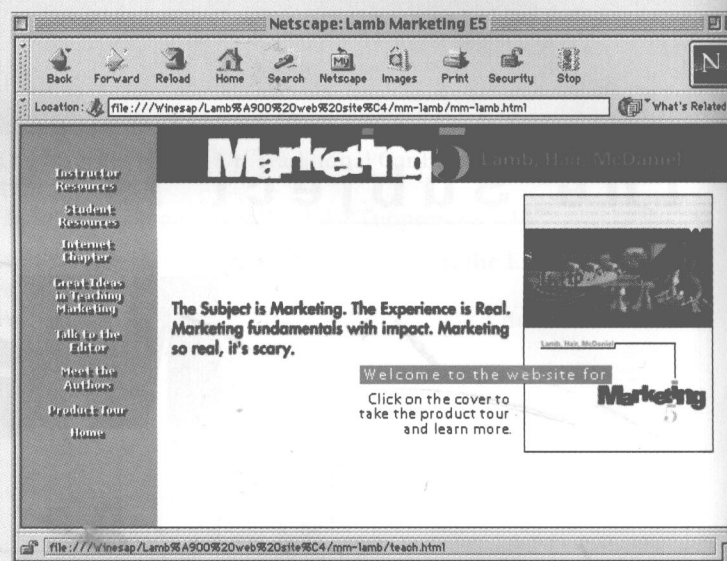 Netscape: Lamb Marketing E5
Back Forward Reload Home Search Netscape Images Print Security Stop
My
N
Location: file:///Winesap/Lamb%A900%20web%20site%C4/mm-lamb/mm-lamb.html What's Related
Marketing 5 Lamb, Hair, McDaniel
Instructor
Resources
Student
Resources
Internet
Chapter
Great Ideas
in Teaching
Marketing
Talk to the
Editor
Meet the
Authors
Product Tour
Home
The Subject is Marketing. The Experience is Real.
Marketing fundamentals with impact. Marketing
so real, it's scary.
Welcome to the web-site for
Click on the cover to
take the product tour
and learn more.
Lamb, Hair, McDaniel
Marketing
5
file:///Winesap/Lamb%A900%20web%20site%C4/mm-lamb/teach.html